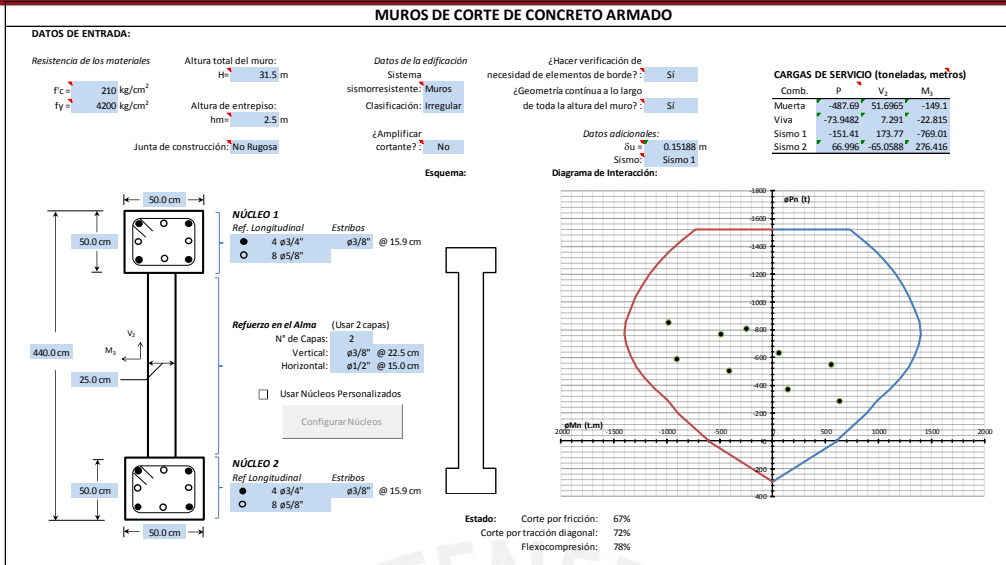 MUROS DE CORTE DE CONCRETO ARMADO
DATOS DE ENTRADA:
Resistencia de los materiales
f'c= 210 kg/cm²
fy = 4200 kg/cm²
Altura total del muro:
H= 31.5 m
Altura de entrepiso:
hm= 2.5 m
Junta de construcción: No Rugosa
Datos de la edificación
Sistema
sismorresistente: Muros
Clasificación: Irregular
¿Amplificar
cortante? : No
¿Hacer verificación de
necesidad de elementos de borde? : Sí
¿Geometría contínua a lo largo
de toda la altura del muro? : Sí
Datos adicionales:
δu = 0.15188 m
Sismo: Sismo 1
CARGAS DE SERVICIO (toneladas, metros)
Comb. P V₂ M₃
Muerta -487.69 51.6965 -149.1
Viva -73.9482 7.291 -22.815
Sismo 1 -151.41 173.77 -769.01
Sismo 2 66.996 -65.0588 276.416
Esquema:
Diagrama de Interacción:
50.0 cm
50.0 cm
NÚCLEO 1
Ref. Longitudinal Estribos
4 ø3/4" ø3/8" @ 15.9 cm
8 ø5/8"
V₂
M₃
440.0 cm
25.0 cm
Refuerzo en el Alma (Usar 2 capas)
N° de Capas: 2
Vertical: ø3/8" @ 22.5 cm
Horizontal: ø1/2" @ 15.0 cm
Usar Núcleos Personalizados
Configurar Núcleos
50.0 cm
50.0 cm
NÚCLEO 2
Ref Longitudinal Estribos
4 ø3/4" ø3/8" @ 15.9 cm
8 ø5/8"
-1800
øPn (t)
-1600
-1400
-1200
-1000
-800
-600
-400
-200
øMn (t.m)
2000 -1500 -1000 -500 0 500 1000 1500 2000
200
400
Estado: Corte por fricción: 67%
Corte por tracción diagonal: 72%
Flexocompresión: 78%